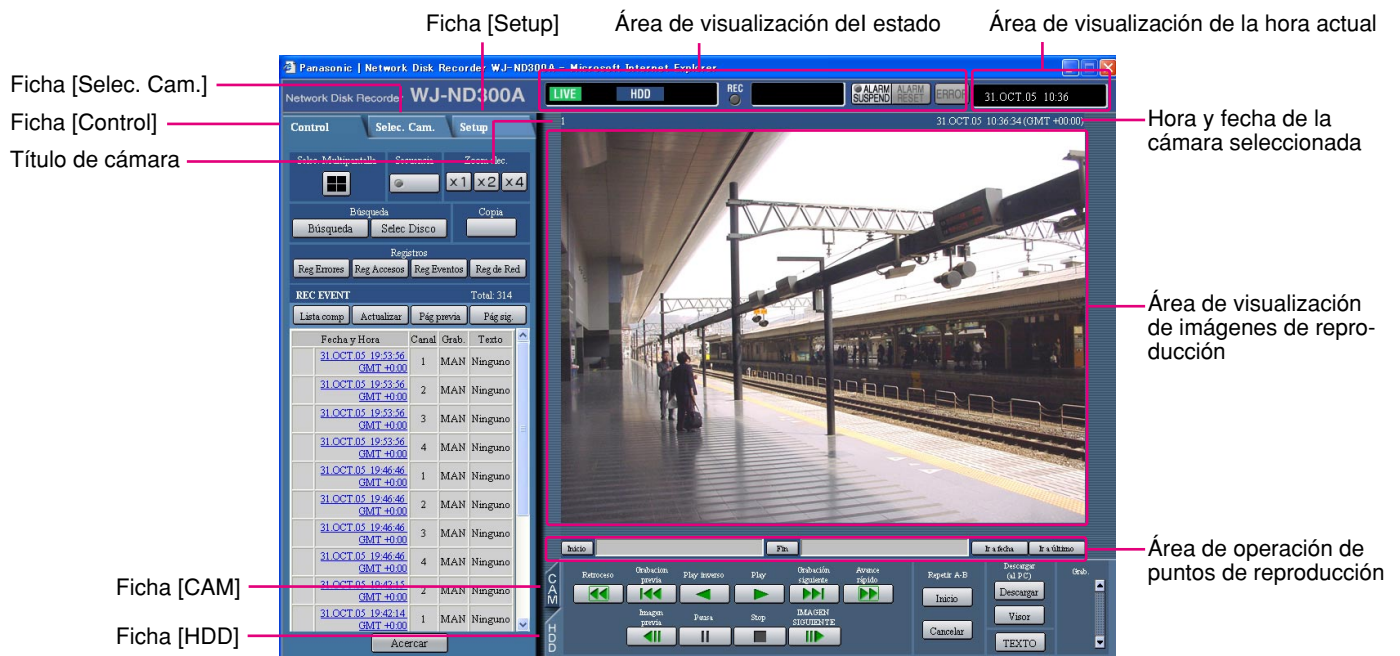 Ficha [Setup]
Área de visualización del estado
Área de visualización de la hora actual
Ficha [Selec. Cam.]
Ficha [Control]
Título de cámara
Hora y fecha de la
cámara seleccionada
Área de visualización
de imágenes de repro-
ducción
Área de operación de
puntos de reproducción
Ficha [CAM]
Ficha [HDD]
Panasonic | Network Disk Recorder WJ-ND300A - Microsoft Internet Explorer
Network Disk Recorder WJ-ND300A
LIVE HDD REC ALARM SUSPEND ALARM RESET ERROR 31.OCT.05 10:36
Control Selec. Cam. Setup
1 31.OCT.05 10:36:34 (GMT +00:00)
Selec. Multipantalla Secuencia Zoom elec.
x1 x2 x4
Búsqueda Copia
Búsqueda Selec Disco
Registros
Reg Errores Reg Accesos Reg Eventos Reg de Red
REC EVENT Total: 314
Lista comp Actualizar Pág previa Pág sig.
Fecha y Hora Canal Grab. Texto
31.OCT.05 19:53:56 GMT +0:00 1 MAN Ninguno
31.OCT.05 19:53:56 GMT +0:00 2 MAN Ninguno
31.OCT.05 19:53:56 GMT +0:00 3 MAN Ninguno
31.OCT.05 19:53:56 GMT +0:00 4 MAN Ninguno
31.OCT.05 19:46:46 GMT +0:00 1 MAN Ninguno
31.OCT.05 19:46:46 GMT +0:00 2 MAN Ninguno
31.OCT.05 19:46:46 GMT +0:00 3 MAN Ninguno
31.OCT.05 19:46:46 GMT +0:00 4 MAN Ninguno
31.OCT.05 19:42:15 GMT +0:00 2 MAN Ninguno
31.OCT.05 19:42:14 GMT +0:00 1 MAN Ninguno
Acercar
Inicio Fin Ir a fecha Ir a último
CAM
HDD
Retroceso Grabacion previa Play inverso Play Grabación siguiente Avance rápido
Imagen previa Pausa Stop IMAGEN SIGUIENTE
Repetir A-B
Inicio
Cancelar
Descargar (al PC)
Descargar
Visor
TEXTO
Grab.